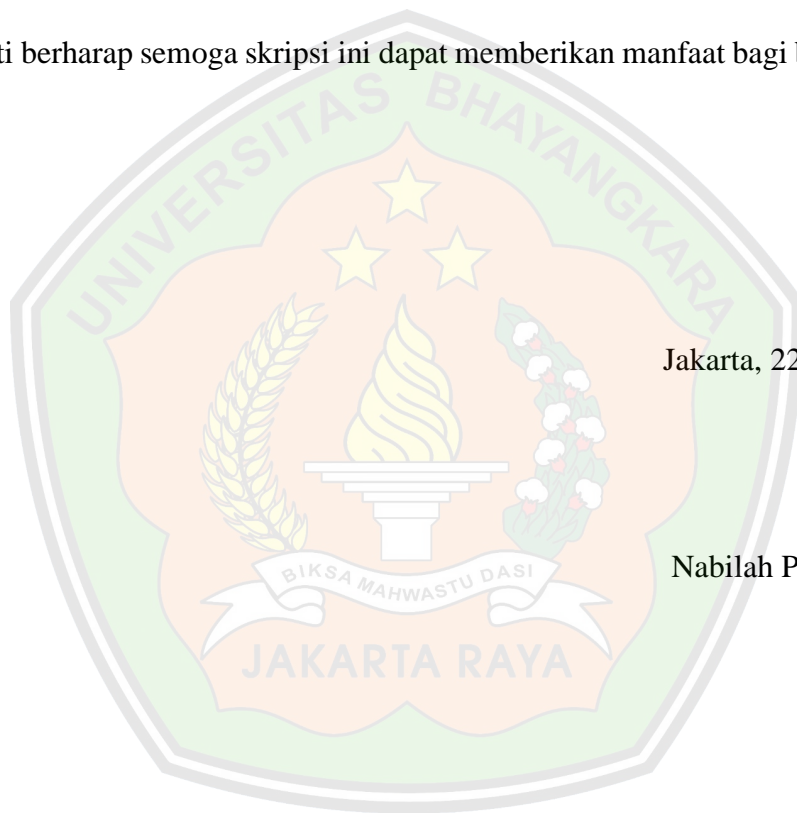 ti berharap semoga skripsi ini dapat memberikan manfaat bagi
UNIVERSITAS BHAYANGKARA
Jakarta, 22
Nabilah P
BIKSA MAHWASTU DASI
JAKARTA RAYA